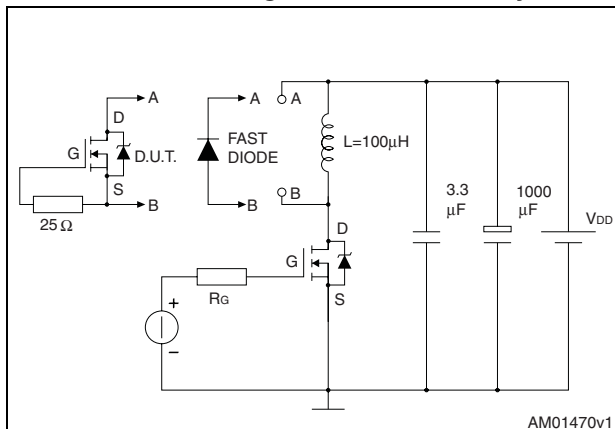 A
D
G
D.U.T.
S
B
25 Ω
A
FAST
DIODE
B
A
B
L=100μH
D
G
S
RG
+
−
3.3
μF
1000
μF
VDD
AM01470v1